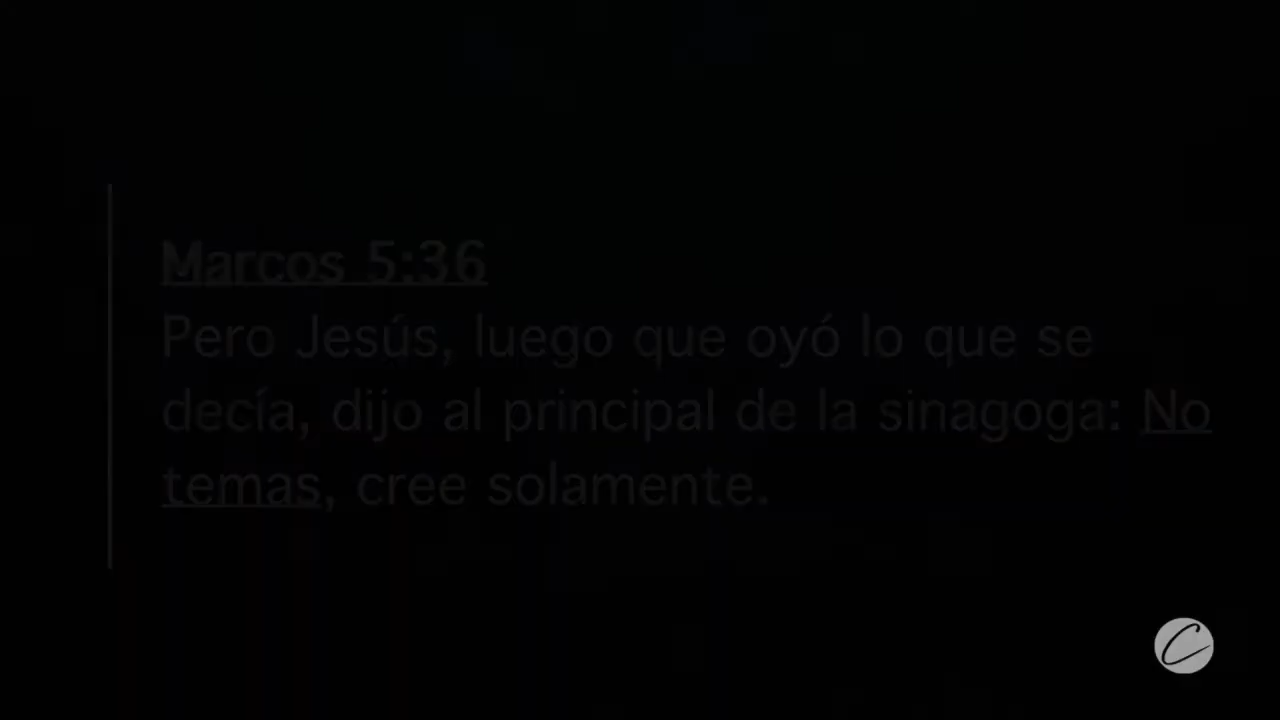 Marcos 5:36
Pero Jesús, luego que oyó lo que se
decía, dijo al principal de la sinagoga: No
temas, cree solamente.